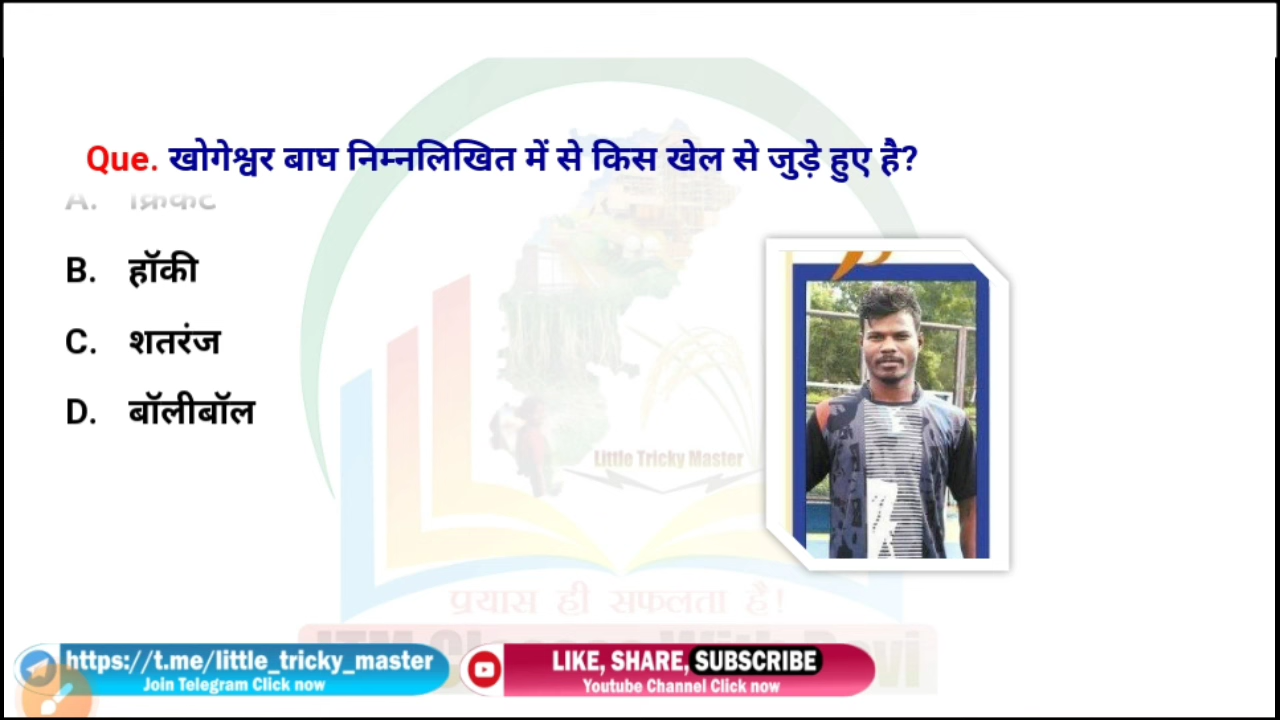 Que. खोगेश्वर बाघ निम्नलिखित में से किस खेल से जुड़े हुए है?
A. क्रिकेट
B. हॉकी
C. शतरंज
D. बॉलीबॉल
Little Tricky Master
प्रयास ही सफलता है!
https://t.me/little_tricky_master
Join Telegram Click now
LIKE, SHARE, SUBSCRIBE
Youtube Channel Click now